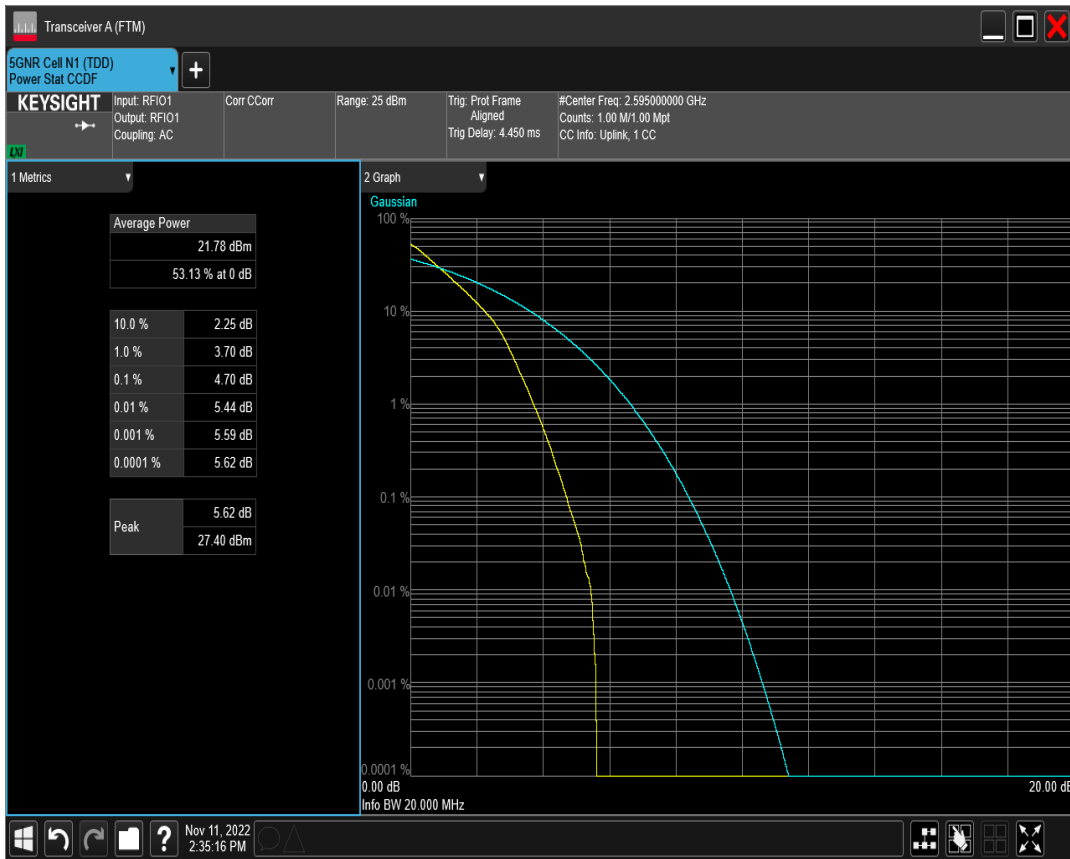 Transceiver A (FTM)
5GNR Cell N1 (TDD)
Power Stat CCDF
+
KEYSIGHT
LXI
Input: RFIO1
Output: RFIO1
Coupling: AC
Corr CCorr
Range: 25 dBm
Trig: Prot Frame
Aligned
Trig Delay: 4.450 ms
#Center Freq: 2.595000000 GHz
Counts: 1.00 M/1.00 Mpt
CC Info: Uplink, 1 CC
1 Metrics
Average Power
21.78 dBm
53.13 % at 0 dB
10.0 % 2.25 dB
1.0 % 3.70 dB
0.1 % 4.70 dB
0.01 % 5.44 dB
0.001 % 5.59 dB
0.0001 % 5.62 dB
Peak
5.62 dB
27.40 dBm
2 Graph
Gaussian
100 %
10 %
1 %
0.1 %
0.01 %
0.001 %
0.0001 %
0.00 dB 20.00 dB
Info BW 20.000 MHz
?
Nov 11, 2022
2:35:16 PM